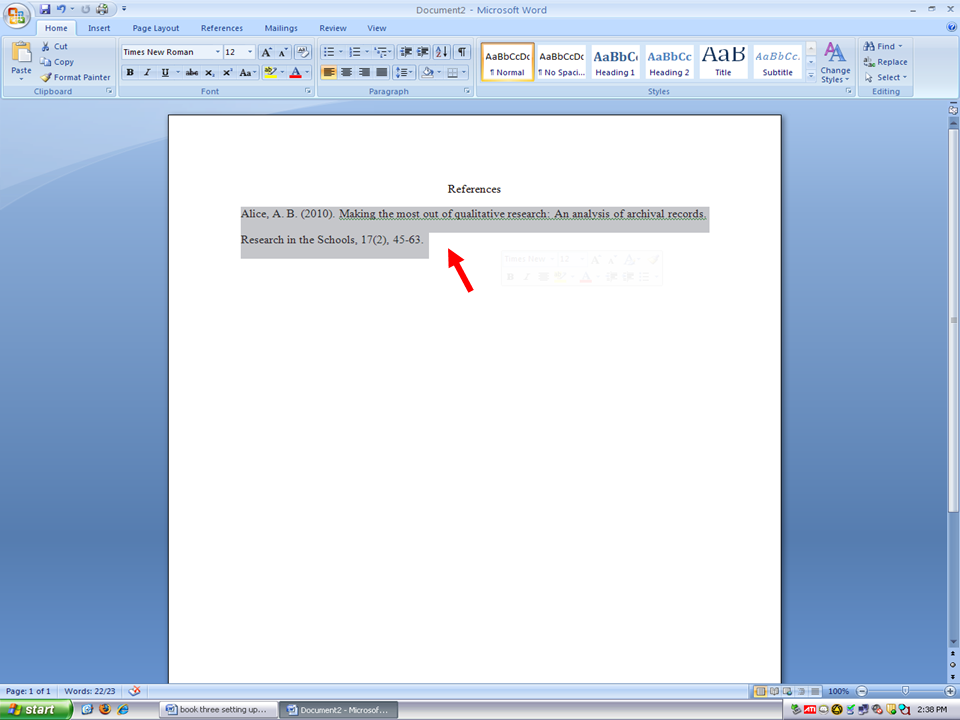 Document2 - Microsoft Word
Home Insert Page Layout References Mailings Review View
Paste
Cut
Copy
Format Painter
Clipboard
Times New Roman 12
B I U abc x₂ x² Aa
Font
Paragraph
AaBbCcDc AaBbCcDc AaBbC AaBbCc AaB AaBbCc.
¶ Normal ¶ No Spaci... Heading 1 Heading 2 Title Subtitle
Change Styles
Styles
Find
Replace
Select
Editing
References
Alice, A. B. (2010). Making the most out of qualitative research: An analysis of archival records.
Research in the Schools, 17(2), 45-63.
Times New 12
Page: 1 of 1 Words: 22/23 100%
start book three setting up... Document2 - Microsof... ATI 2:38 PM